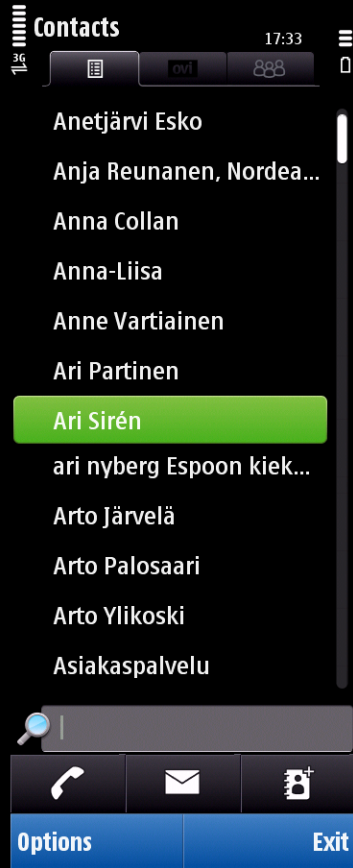 Contacts
17:33
3G
ovi
Anetjärvi Esko
Anja Reunanen, Nordea...
Anna Collan
Anna-Liisa
Anne Vartiainen
Ari Partinen
Ari Sirén
ari nyberg Espoon kiek...
Arto Järvelä
Arto Palosaari
Arto Ylikoski
Asiakaspalvelu
Options
Exit